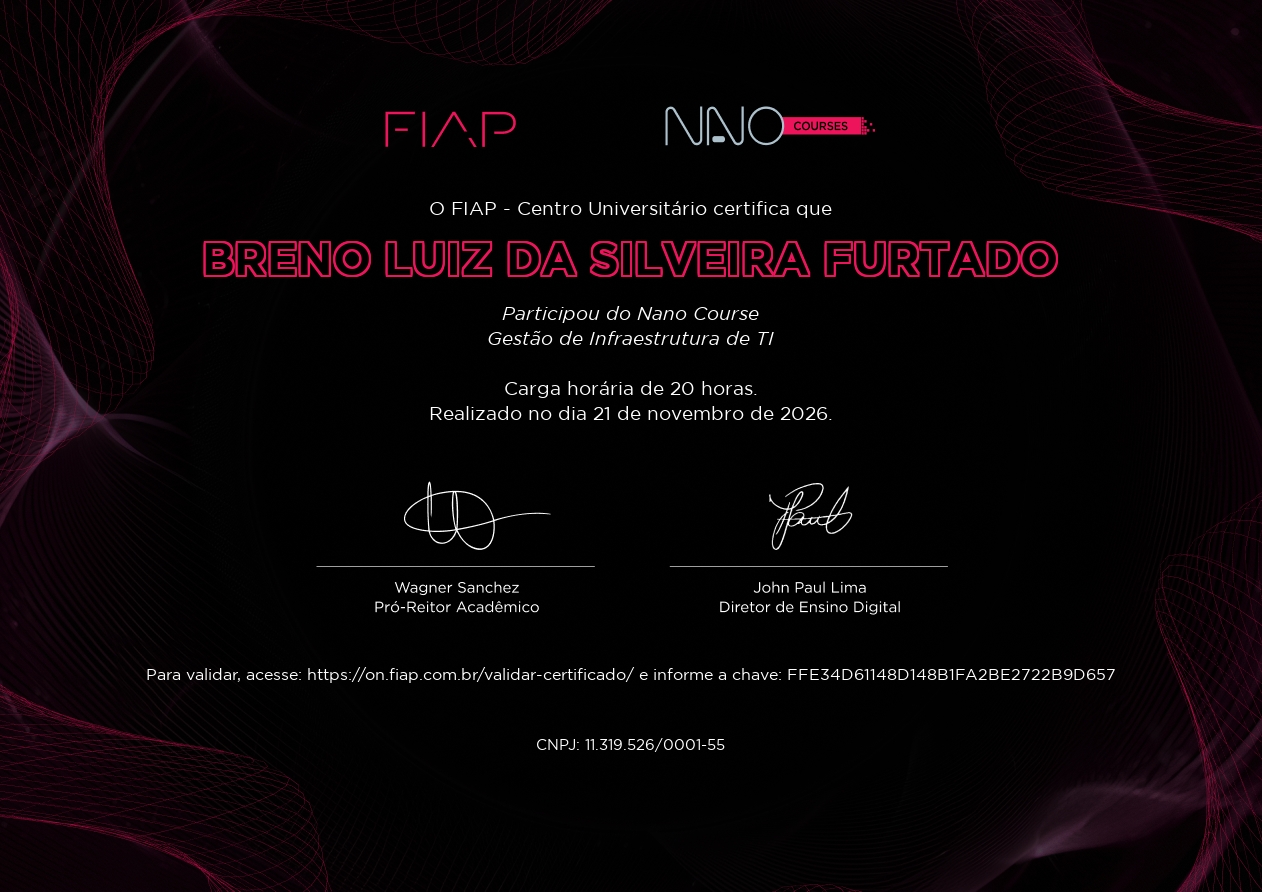 FIAP
NANO COURSES
O FIAP - Centro Universitário certifica que
BRENO LUIZ DA SILVEIRA FURTADO
Participou do Nano Course
Gestão de Infraestrutura de TI
Carga horária de 20 horas.
Realizado no dia 21 de novembro de 2026.
Wagner Sanchez
Pró-Reitor Acadêmico
John Paul Lima
Diretor de Ensino Digital
Para validar, acesse: https://on.fiap.com.br/validar-certificado/ e informe a chave: FFE34D61148D148B1FA2BE2722B9D657
CNPJ: 11.319.526/0001-55